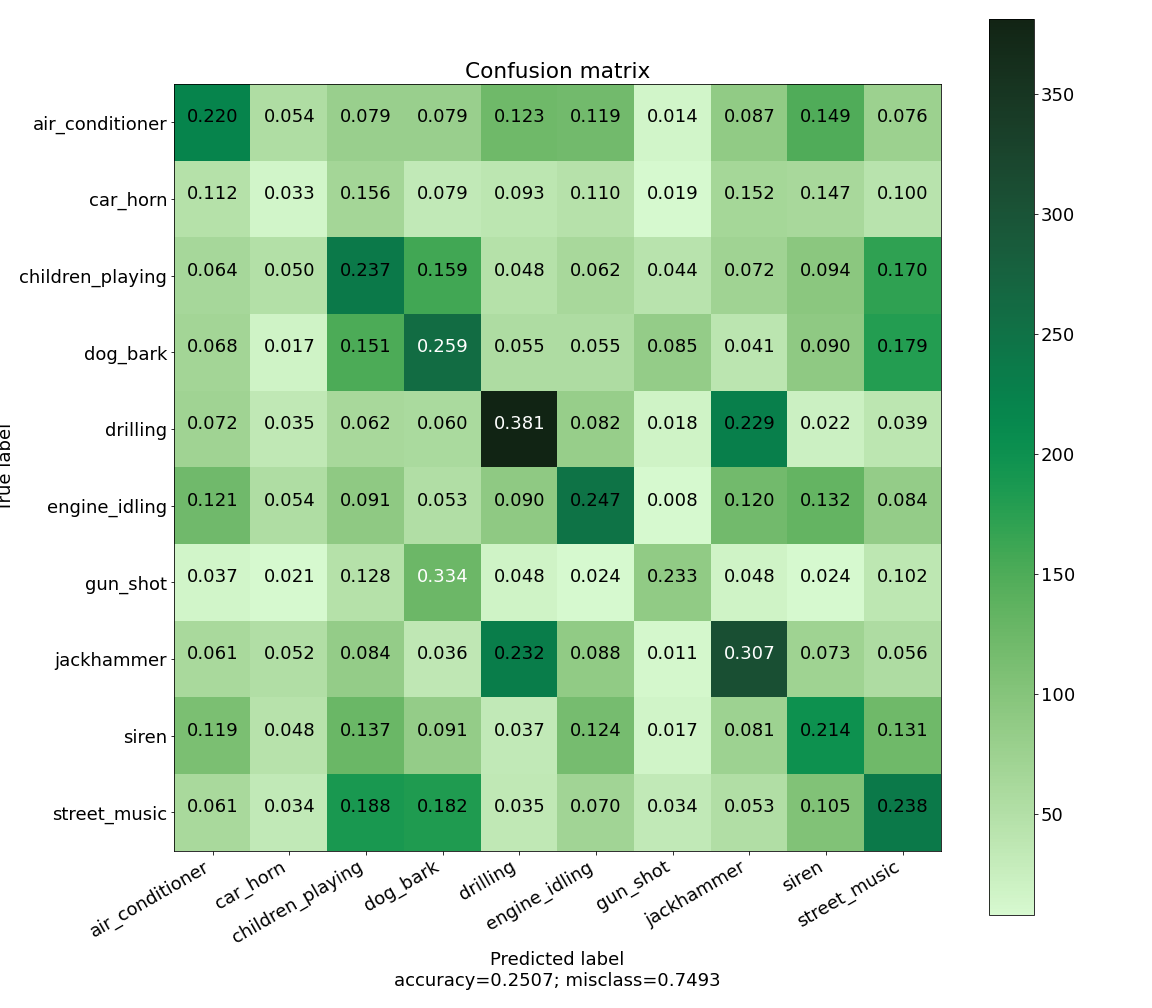 Confusion matrix
air_conditioner 0.220 0.054 0.079 0.079 0.123 0.119 0.014 0.087 0.149 0.076
car_horn 0.112 0.033 0.156 0.079 0.093 0.110 0.019 0.152 0.147 0.100
children_playing 0.064 0.050 0.237 0.159 0.048 0.062 0.044 0.072 0.094 0.170
dog_bark 0.068 0.017 0.151 0.259 0.055 0.055 0.085 0.041 0.090 0.179
drilling 0.072 0.035 0.062 0.060 0.381 0.082 0.018 0.229 0.022 0.039
engine_idling 0.121 0.054 0.091 0.053 0.090 0.247 0.008 0.120 0.132 0.084
gun_shot 0.037 0.021 0.128 0.334 0.048 0.024 0.233 0.048 0.024 0.102
jackhammer 0.061 0.052 0.084 0.036 0.232 0.088 0.011 0.307 0.073 0.056
siren 0.119 0.048 0.137 0.091 0.037 0.124 0.017 0.081 0.214 0.131
street_music 0.061 0.034 0.188 0.182 0.035 0.070 0.034 0.053 0.105 0.238
air_conditioner car_horn children_playing dog_bark drilling engine_idling gun_shot jackhammer siren street_music
Predicted label
accuracy=0.2507; misclass=0.7493
True label
350
300
250
200
150
100
50